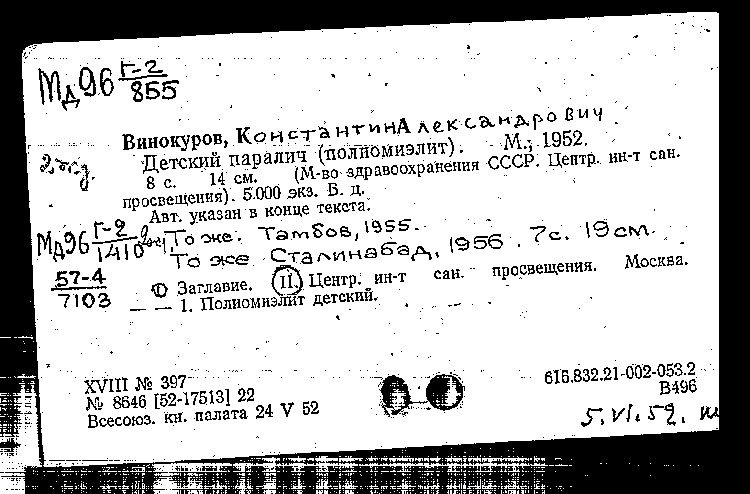 Мд96 Г-2/855
Винокуров, Константин Александрович
2 экз. Детский паралич (полиомиэлит). М., 1952.
8 с. 14 см. (М-во здравоохранения СССР. Центр. ин-т сан.
просвещения). 5.000 экз. Б. д.
Авт. указан в конце текста.
Мд96 Г-2/1410 То же. Тамбов, 1955.
То же Сталинабад, 1956. 7с. 19см.
57-4/7103
I Заглавие. II. Центр. ин-т сан. просвещения. Москва.
— — 1. Полиомиэлит детский.
XVIII № 397
№ 8646 [52-17513] 22
Всесоюз. кн. палата 24 V 52
616.832.21-002-053.2
В496
5.VI.52.